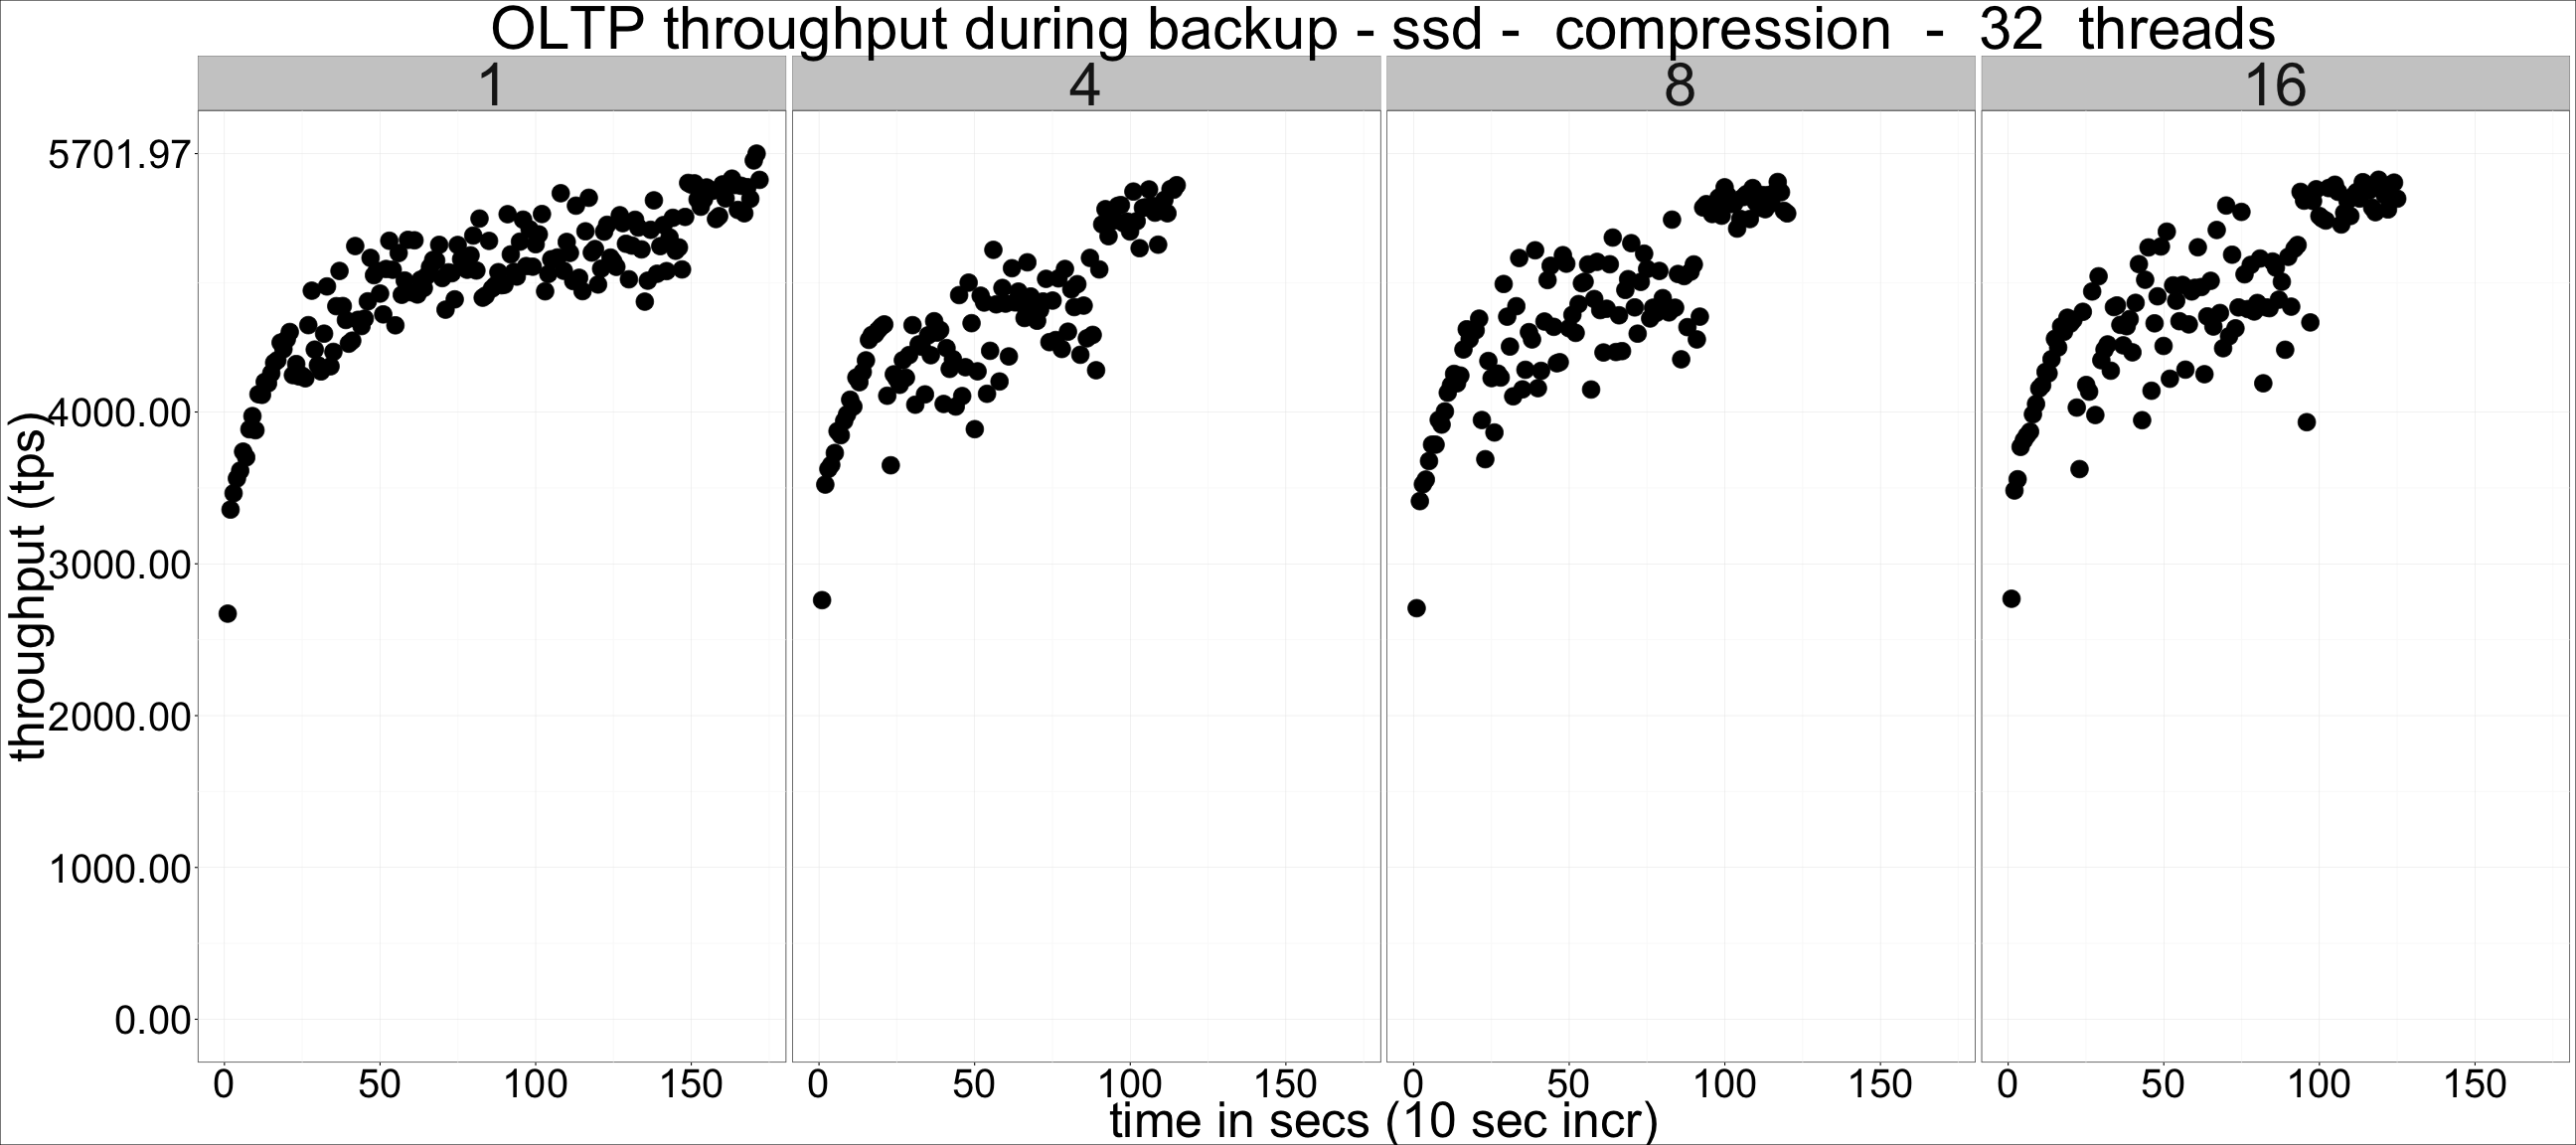 OLTP throughput during backup - ssd -  compression  -  32  threads
1 4 8 16
throughput (tps)
5701.97
4000.00
3000.00
2000.00
1000.00
0.00
0 50 100 150 0 50 100 150 0 50 100 150 0 50 100 150
time in secs (10 sec incr)